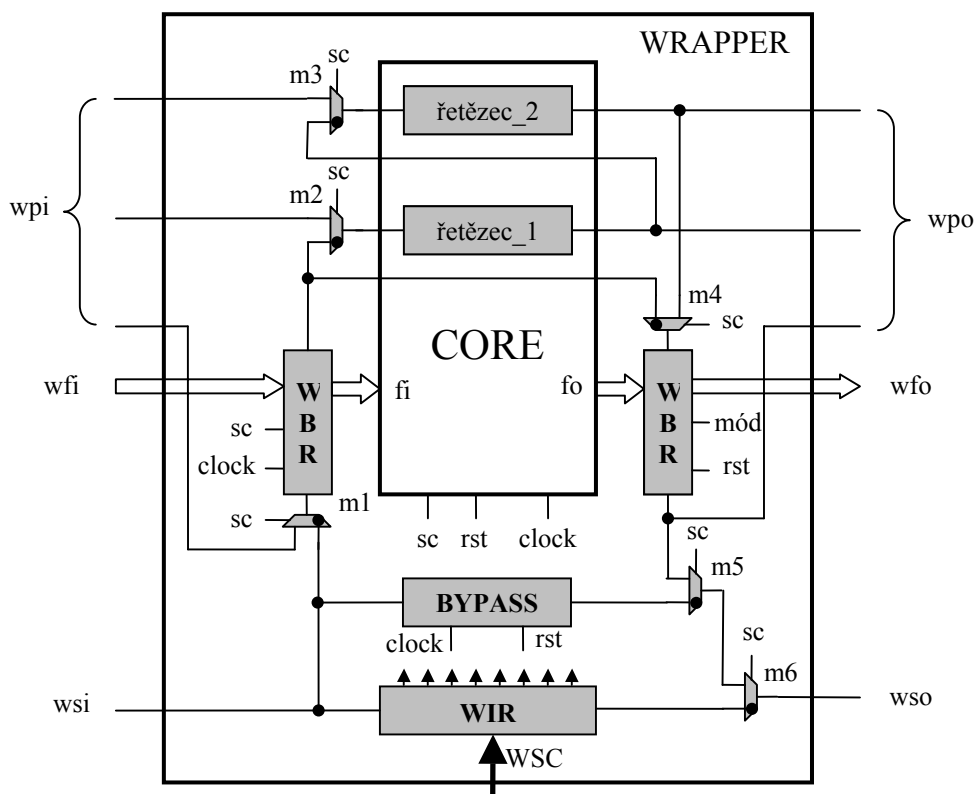 WRAPPER
sc
m3
řetězec_2
sc
m2
wpi
řetězec_1
wpo
m4
sc
CORE
wfi
W
B
R
fi
fo
W
B
R
wfo
mód
sc
clock
rst
m1
sc
sc
rst
clock
sc
m5
BYPASS
clock
rst
sc
m6
wsi
WIR
wso
WSC